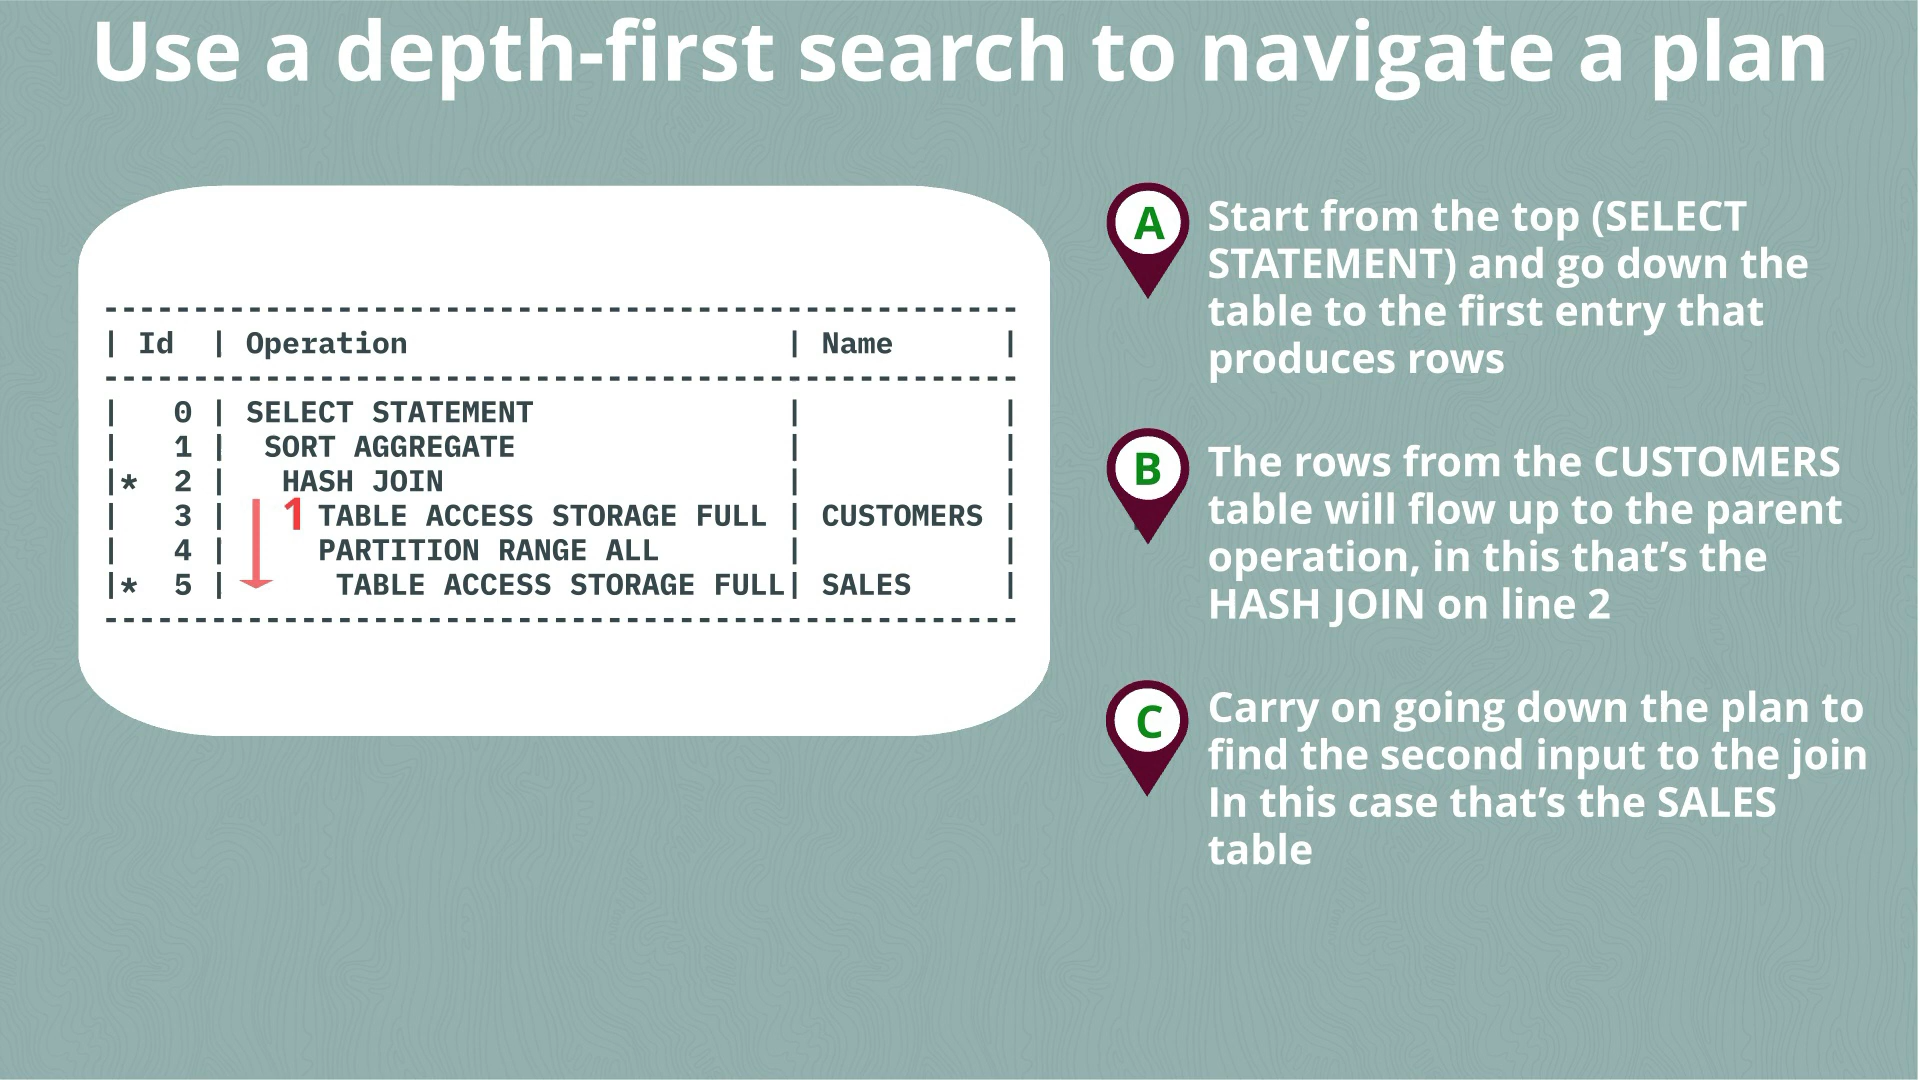 Use a depth-first search to navigate a plan
----------------------------------------------------
| Id  | Operation                     | Name      |
----------------------------------------------------
|   0 | SELECT STATEMENT              |           |
|   1 |  SORT AGGREGATE               |           |
|*  2 |   HASH JOIN                   |           |
|   3 |   1 TABLE ACCESS STORAGE FULL | CUSTOMERS |
|   4 |     PARTITION RANGE ALL       |           |
|*  5 |      TABLE ACCESS STORAGE FULL| SALES     |
----------------------------------------------------
A
Start from the top (SELECT
STATEMENT) and go down the
table to the first entry that
produces rows
B
The rows from the CUSTOMERS
table will flow up to the parent
operation, in this that’s the
HASH JOIN on line 2
C
Carry on going down the plan to
find the second input to the join
In this case that’s the SALES
table